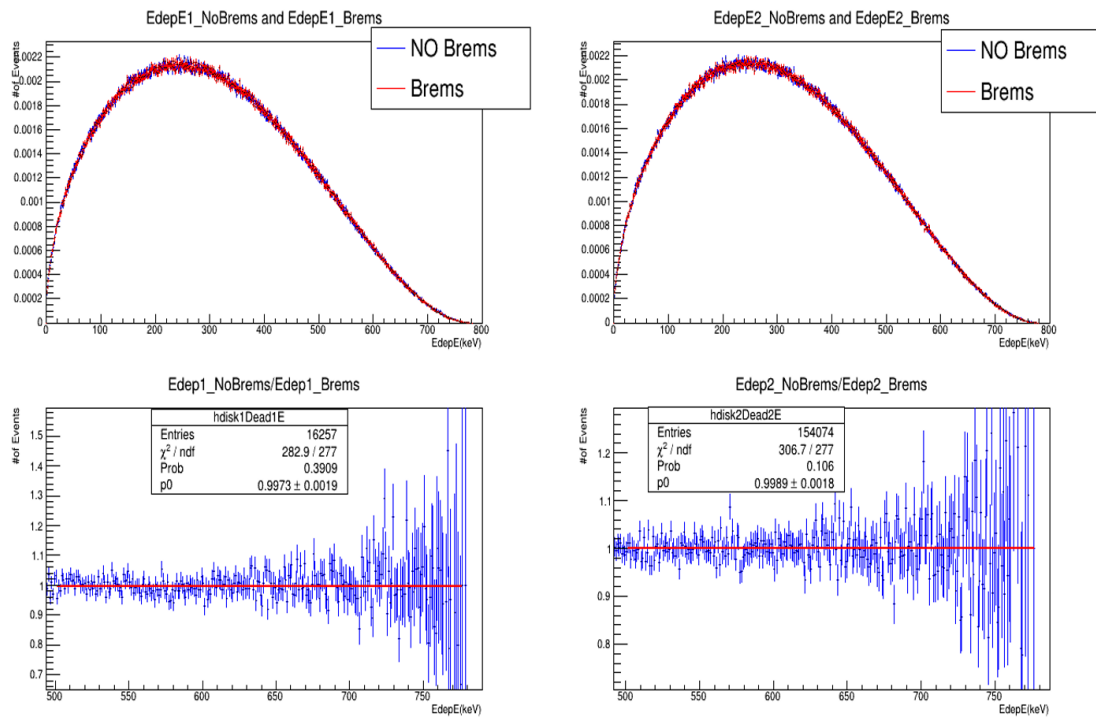 EdepE1_NoBrems and EdepE1_Brems
#of Events
NO Brems
Brems
0.0022
0.002
0.0018
0.0016
0.0014
0.0012
0.001
0.0008
0.0006
0.0004
0.0002
0
0 100 200 300 400 500 600 700 800
EdepE(keV)
EdepE2_NoBrems and EdepE2_Brems
#of Events
NO Brems
Brems
0.0022
0.002
0.0018
0.0016
0.0014
0.0012
0.001
0.0008
0.0006
0.0004
0.0002
0
0 100 200 300 400 500 600 700 800
EdepE(keV)
Edep1_NoBrems/Edep1_Brems
#of Events
hdisk1Dead1E
Entries 16257
χ² / ndf 282.9 / 277
Prob 0.3909
p0 0.9973 ± 0.0019
1.5
1.4
1.3
1.2
1.1
1
0.9
0.8
0.7
500 550 600 650 700 750
EdepE(keV)
Edep2_NoBrems/Edep2_Brems
#of Events
hdisk2Dead2E
Entries 154074
χ² / ndf 306.7 / 277
Prob 0.106
p0 0.9989 ± 0.0018
1.2
1.1
1
0.9
0.8
500 550 600 650 700 750
EdepE(keV)